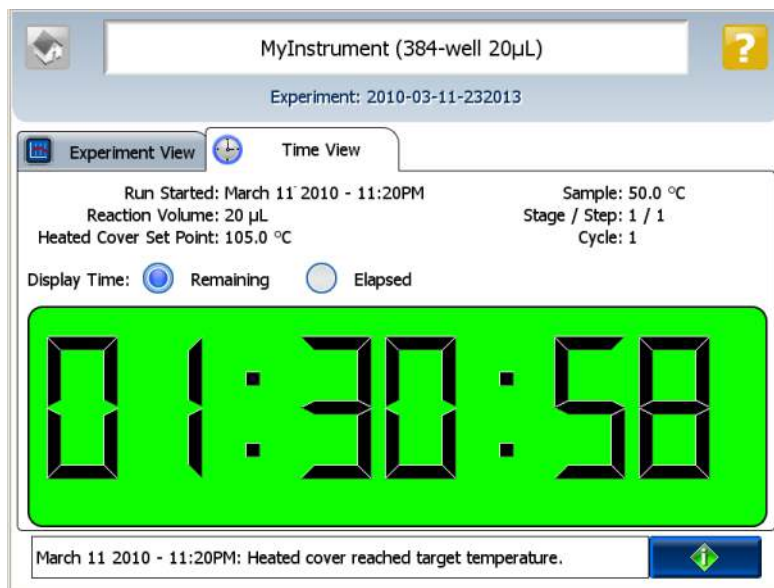 MyInstrument (384-well 20µL)
?
Experiment: 2010-03-11-232013
Experiment View
Time View
Run Started: March 11 2010 - 11:20PM
Sample: 50.0 °C
Reaction Volume: 20 µL
Stage / Step: 1 / 1
Heated Cover Set Point: 105.0 °C
Cycle: 1
Display Time: Remaining Elapsed
01:30:58
March 11 2010 - 11:20PM: Heated cover reached target temperature.
i